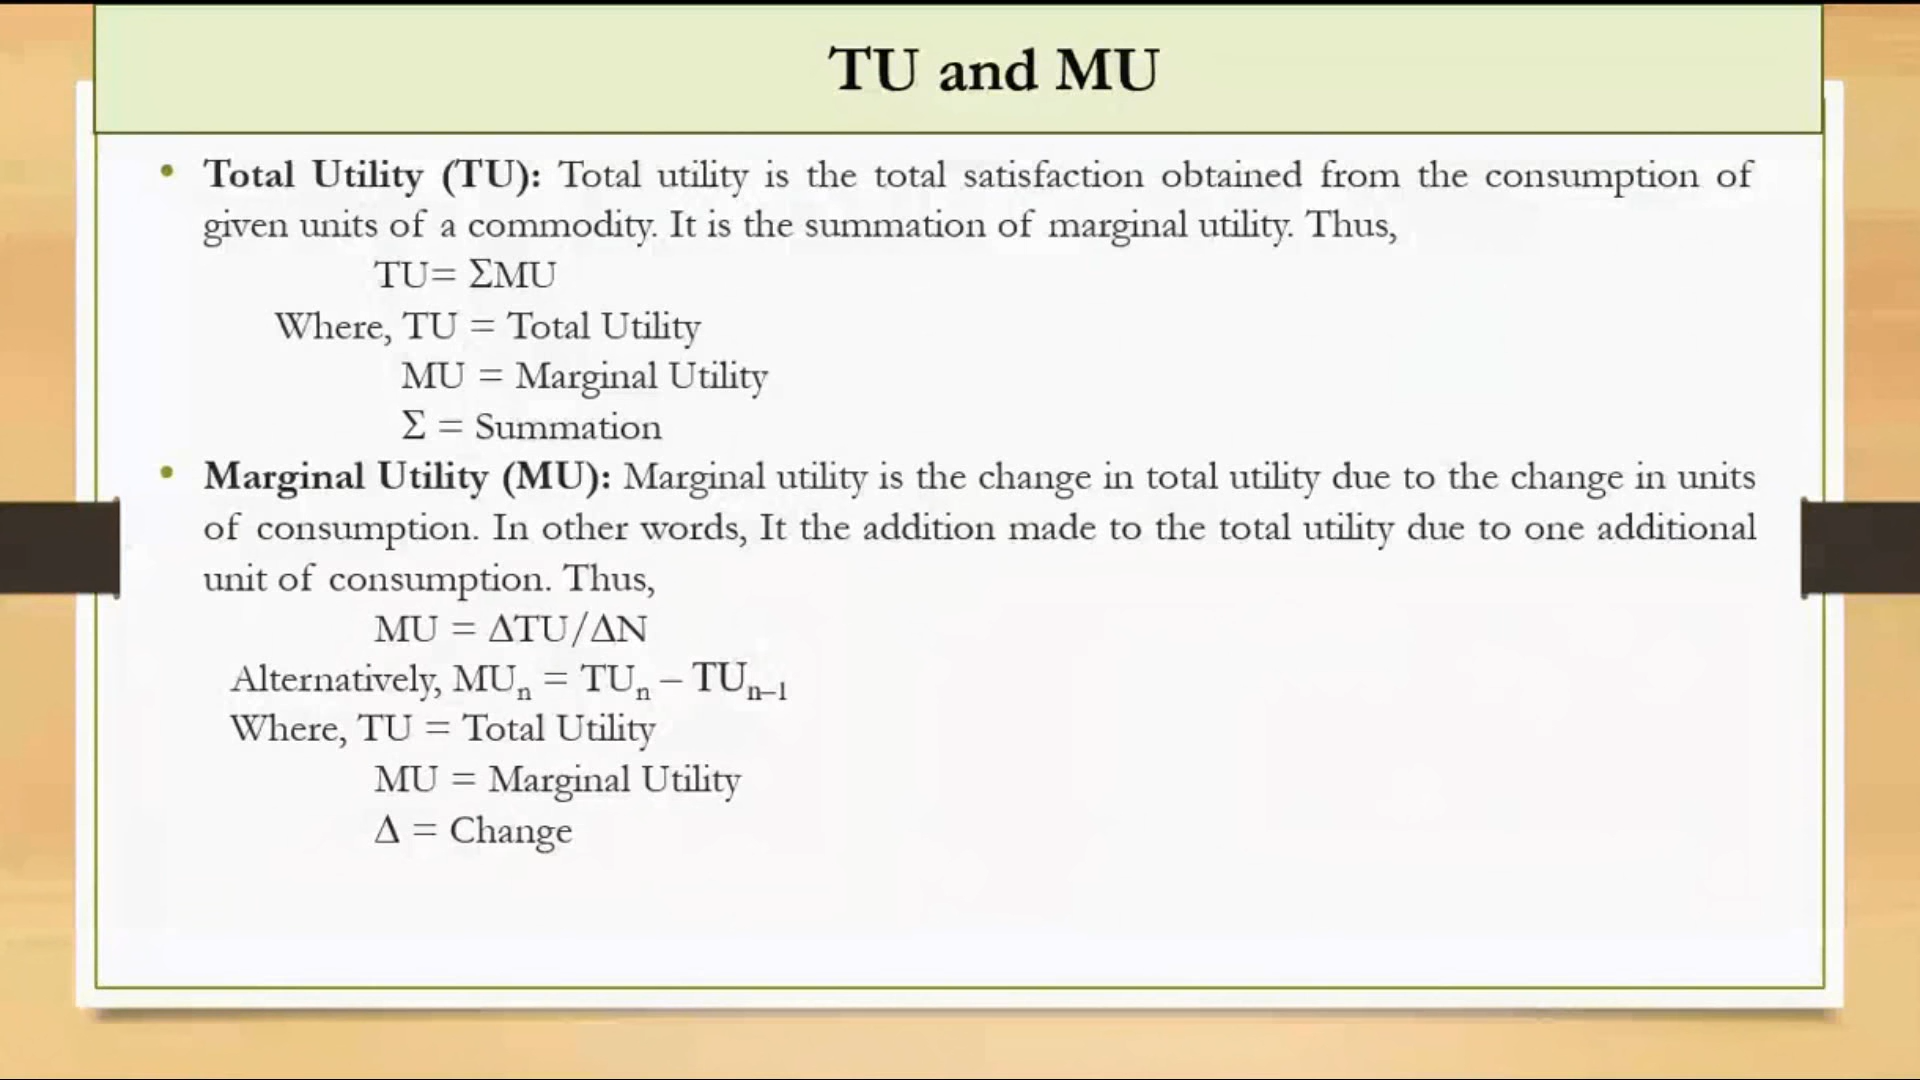 TU and MU
• Total Utility (TU): Total utility is the total satisfaction obtained from the consumption of
given units of a commodity. It is the summation of marginal utility. Thus,
TU= ΣMU
Where, TU = Total Utility
MU = Marginal Utility
Σ = Summation
• Marginal Utility (MU): Marginal utility is the change in total utility due to the change in units
of consumption. In other words, It the addition made to the total utility due to one additional
unit of consumption. Thus,
MU = ΔTU/ΔN
Alternatively, MUₙ = TUₙ – TUₙ₋₁
Where, TU = Total Utility
MU = Marginal Utility
Δ = Change